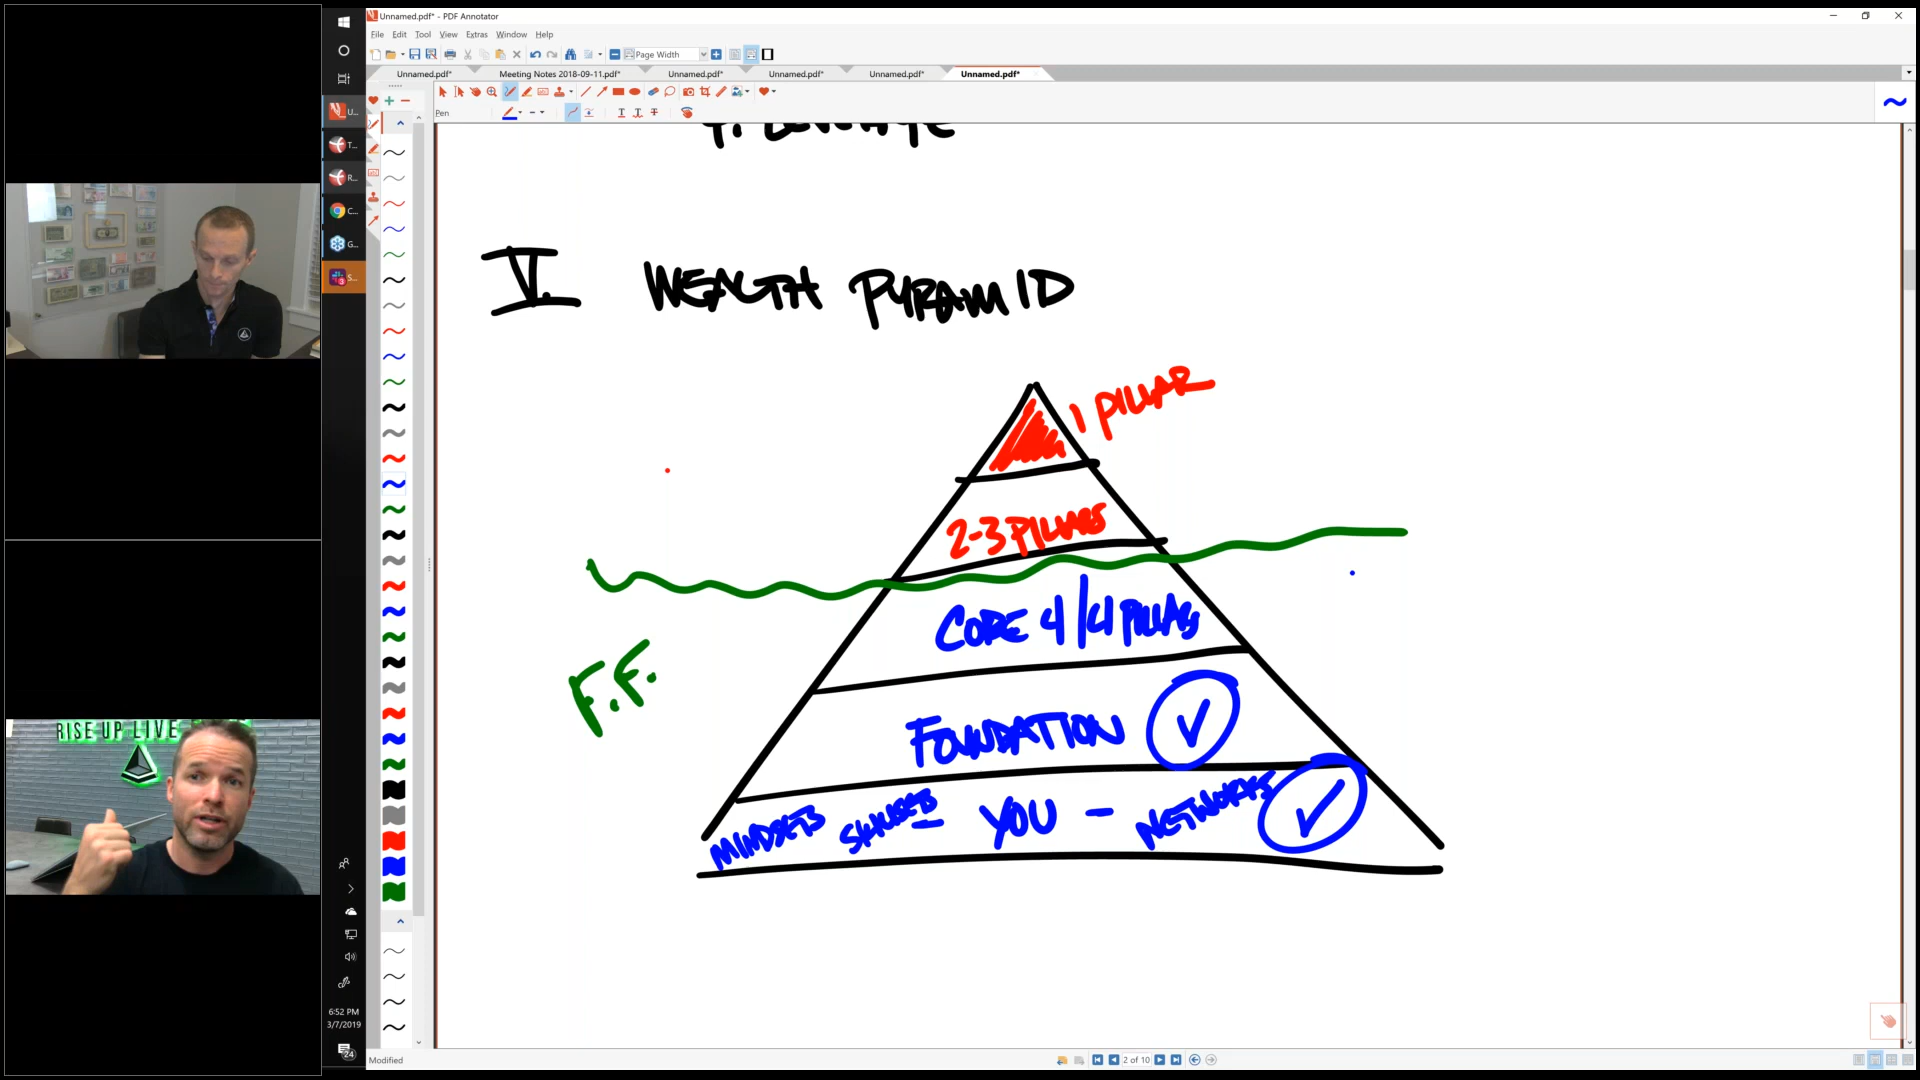 Unnamed.pdf* - PDF Annotator
File Edit Tool View Extras Window Help
Page Width
Unnamed.pdf* Meeting Notes 2018-09-11.pdf* Unnamed.pdf* Unnamed.pdf* Unnamed.pdf* Unnamed.pdf*
Pen
U...
T...
R...
C...
G...
S...
V. WEALTH PYRAMID
1 PILLAR
2-3 PILLARS
CORE 4/4 PILLARS
F.F.
FOUNDATION
MINDSETS YOU - NETWORKS
RISE UP LIVE
6:52 PM
3/7/2019
24
Modified
2 of 10